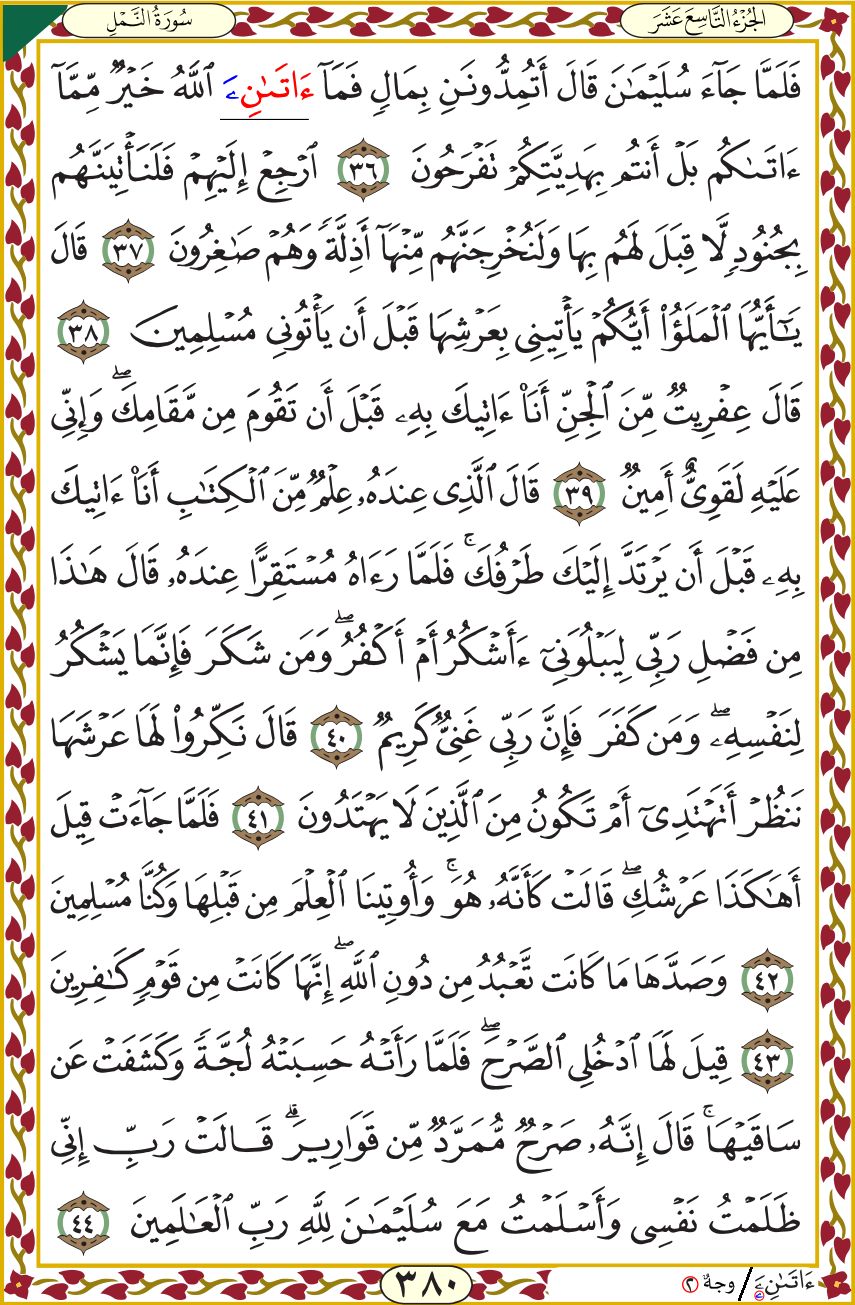 الجُزْءُ التَّاسِعَ عَشَرَ
سُورَةُ النَّمْلِ
فَلَمَّا جَآءَ سُلَيْمَـٰنَ قَالَ أَتُمِدُّونَنِ بِمَالٍ فَمَآ ءَاتَىٰنِۦَ ٱللَّهُ خَيْرٌ مِّمَّآ
ءَاتَىٰكُم بَلْ أَنتُم بِهَدِيَّتِكُمْ تَفْرَحُونَ ٣٦ ٱرْجِعْ إِلَيْهِمْ فَلَنَأْتِيَنَّهُم
بِجُنُودٍ لَّا قِبَلَ لَهُم بِهَا وَلَنُخْرِجَنَّهُم مِّنْهَآ أَذِلَّةً وَهُمْ صَـٰغِرُونَ ٣٧ قَالَ
يَـٰٓأَيُّهَا ٱلْمَلَؤُا۟ أَيُّكُمْ يَأْتِينِى بِعَرْشِهَا قَبْلَ أَن يَأْتُونِى مُسْلِمِينَ ٣٨
قَالَ عِفْرِيتٌ مِّنَ ٱلْجِنِّ أَنَا۠ ءَاتِيكَ بِهِۦ قَبْلَ أَن تَقُومَ مِن مَّقَامِكَ ۖ وَإِنِّى
عَلَيْهِ لَقَوِىٌّ أَمِينٌ ٣٩ قَالَ ٱلَّذِى عِندَهُۥ عِلْمٌ مِّنَ ٱلْكِتَـٰبِ أَنَا۠ ءَاتِيكَ
بِهِۦ قَبْلَ أَن يَرْتَدَّ إِلَيْكَ طَرْفُكَ ۚ فَلَمَّا رَءَاهُ مُسْتَقِرًّا عِندَهُۥ قَالَ هَـٰذَا
مِن فَضْلِ رَبِّى لِيَبْلُوَنِىٓ ءَأَشْكُرُ أَمْ أَكْفُرُ ۖ وَمَن شَكَرَ فَإِنَّمَا يَشْكُرُ
لِنَفْسِهِۦ ۖ وَمَن كَفَرَ فَإِنَّ رَبِّى غَنِىٌّ كَرِيمٌ ٤٠ قَالَ نَكِّرُوا۟ لَهَا عَرْشَهَا
نَنظُرْ أَتَهْتَدِىٓ أَمْ تَكُونُ مِنَ ٱلَّذِينَ لَا يَهْتَدُونَ ٤١ فَلَمَّا جَآءَتْ قِيلَ
أَهَـٰكَذَا عَرْشُكِ ۖ قَالَتْ كَأَنَّهُۥ هُوَ ۚ وَأُوتِينَا ٱلْعِلْمَ مِن قَبْلِهَا وَكُنَّا مُسْلِمِينَ
٤٢ وَصَدَّهَا مَا كَانَت تَّعْبُدُ مِن دُونِ ٱللَّهِ ۖ إِنَّهَا كَانَتْ مِن قَوْمٍ كَـٰفِرِينَ
٤٣ قِيلَ لَهَا ٱدْخُلِى ٱلصَّرْحَ ۖ فَلَمَّا رَأَتْهُ حَسِبَتْهُ لُجَّةً وَكَشَفَتْ عَن
سَاقَيْهَا ۚ قَالَ إِنَّهُۥ صَرْحٌ مُّمَرَّدٌ مِّن قَوَارِيرَ ۗ قَالَتْ رَبِّ إِنِّى
ظَلَمْتُ نَفْسِى وَأَسْلَمْتُ مَعَ سُلَيْمَـٰنَ لِلَّهِ رَبِّ ٱلْعَـٰلَمِينَ ٤٤
٣٨٠
ءَاتَىٰنِۦَ / وجهٌ ٢